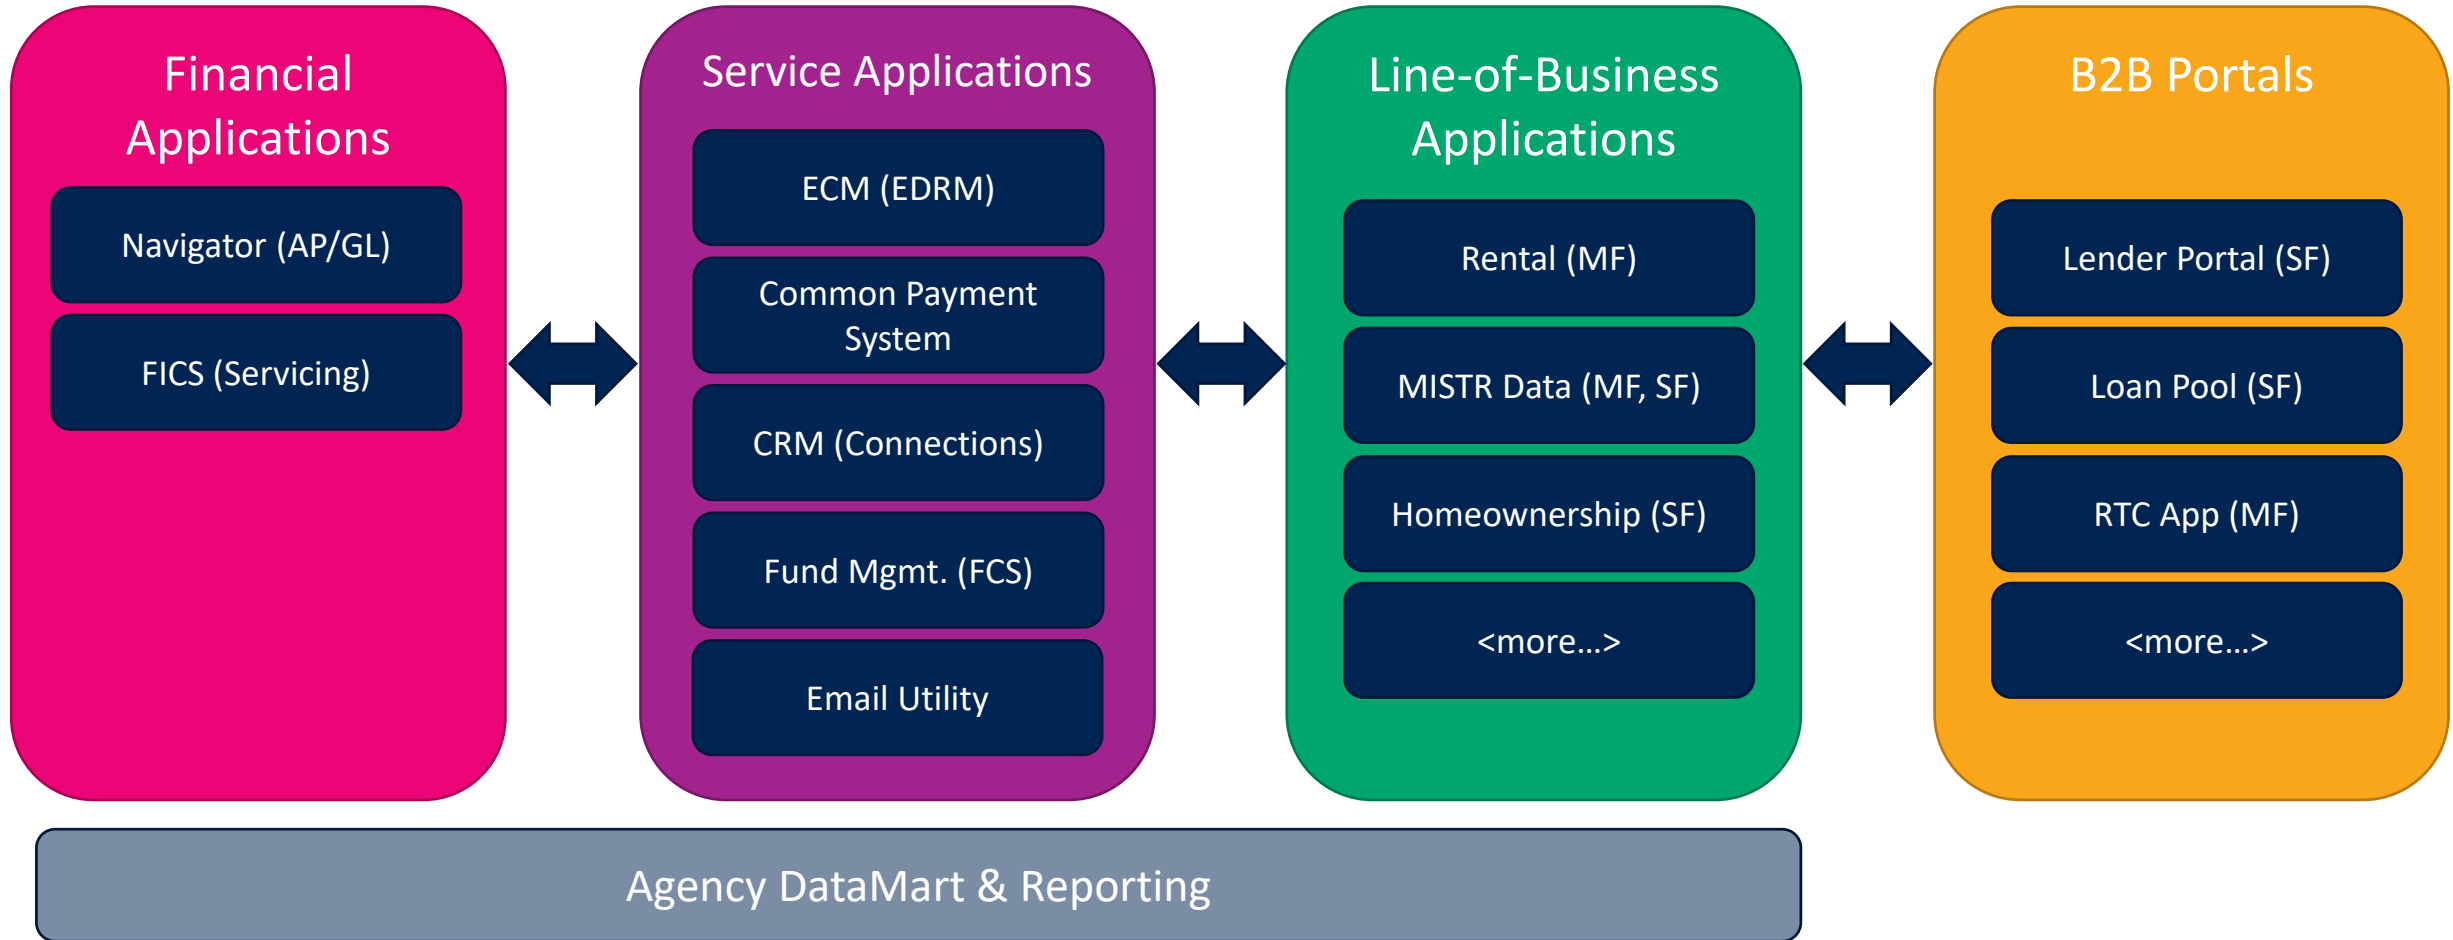 Financial
Applications
Navigator (AP/GL)
FICS (Servicing)
Service Applications
ECM (EDRM)
Common Payment
System
CRM (Connections)
Fund Mgmt. (FCS)
Email Utility
Line-of-Business
Applications
Rental (MF)
MISTR Data (MF, SF)
Homeownership (SF)
<more...>
B2B Portals
Lender Portal (SF)
Loan Pool (SF)
RTC App (MF)
<more...>
Agency DataMart & Reporting